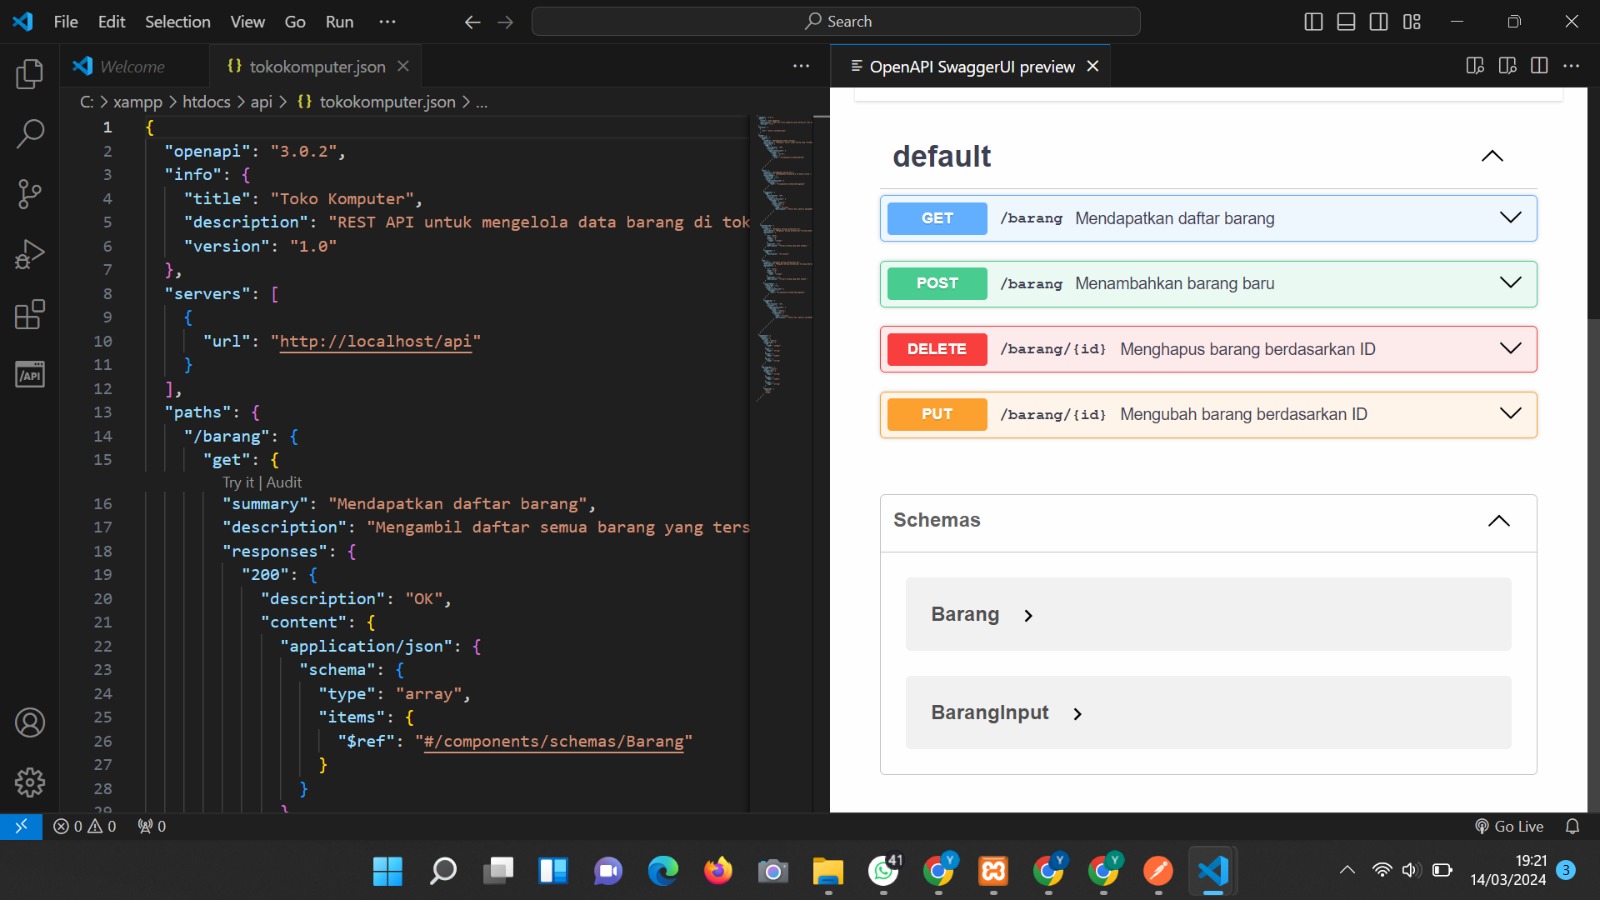 File Edit Selection View Go Run ···
Search
Welcome
{} tokokomputer.json
OpenAPI SwaggerUI preview
C: > xampp > htdocs > api > {} tokokomputer.json > ...
1 {
2 "openapi": "3.0.2",
3 "info": {
4 "title": "Toko Komputer",
5 "description": "REST API untuk mengelola data barang di tok
6 "version": "1.0"
7 },
8 "servers": [
9 {
10 "url": "http://localhost/api"
11 }
12 ],
13 "paths": {
14 "/barang": {
15 "get": {
Try it | Audit
16 "summary": "Mendapatkan daftar barang",
17 "description": "Mengambil daftar semua barang yang ters
18 "responses": {
19 "200": {
20 "description": "OK",
21 "content": {
22 "application/json": {
23 "schema": {
24 "type": "array",
25 "items": {
26 "$ref": "#/components/schemas/Barang"
27 }
28 }
29 }
default
GET /barang Mendapatkan daftar barang
POST /barang Menambahkan barang baru
DELETE /barang/{id} Menghapus barang berdasarkan ID
PUT /barang/{id} Mengubah barang berdasarkan ID
Schemas
Barang >
BarangInput >
/API
0 0 0
Go Live
41
Y
Y
Y
19:21
14/03/2024
3